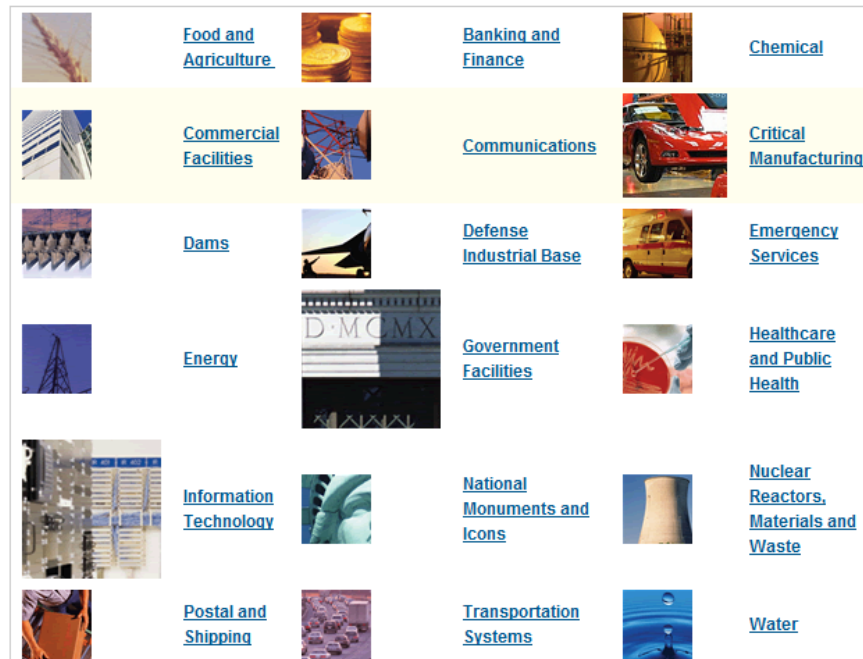 Food and
Agriculture
Banking and
Finance
Chemical
Commercial
Facilities
Communications
Critical
Manufacturing
Dams
Defense
Industrial Base
Emergency
Services
Energy
D·MCMX
Government
Facilities
Healthcare
and Public
Health
Information
Technology
National
Monuments and
Icons
Nuclear
Reactors,
Materials and
Waste
Postal and
Shipping
Transportation
Systems
Water